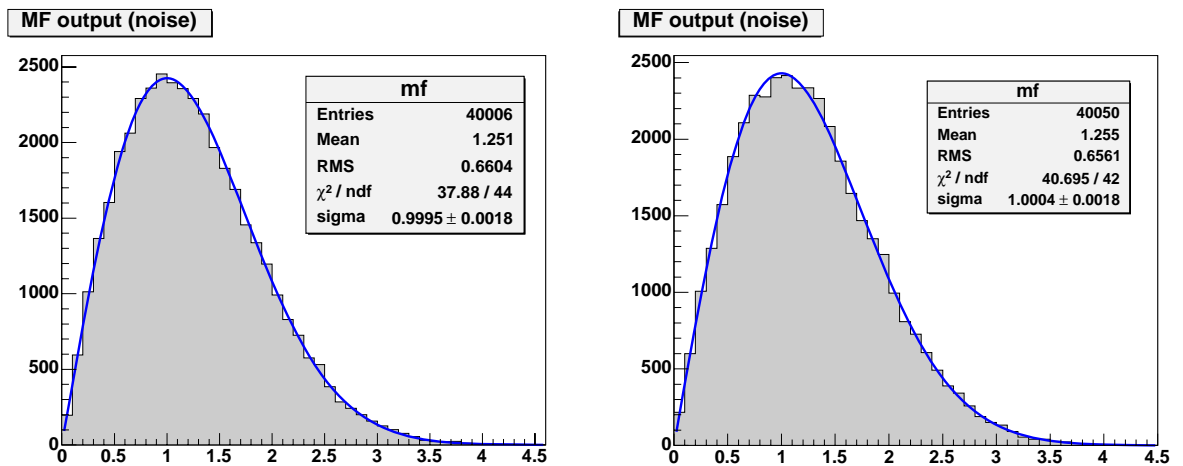 MF output (noise)
2500
2000
1500
1000
500
0
0 0.5 1 1.5 2 2.5 3 3.5 4 4.5
mf
Entries 40006
Mean 1.251
RMS 0.6604
χ² / ndf 37.88 / 44
sigma 0.9995 ± 0.0018
MF output (noise)
2500
2000
1500
1000
500
0
0 0.5 1 1.5 2 2.5 3 3.5 4 4.5
mf
Entries 40050
Mean 1.255
RMS 0.6561
χ² / ndf 40.695 / 42
sigma 1.0004 ± 0.0018